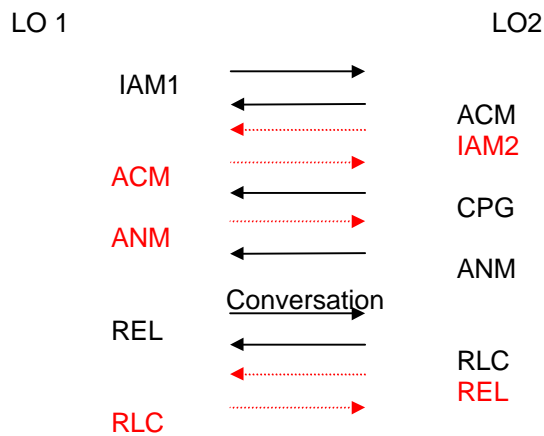 LO 1 LO2
IAM1
ACM
IAM2
ACM
CPG
ANM
ANM
Conversation
REL
RLC
REL
RLC